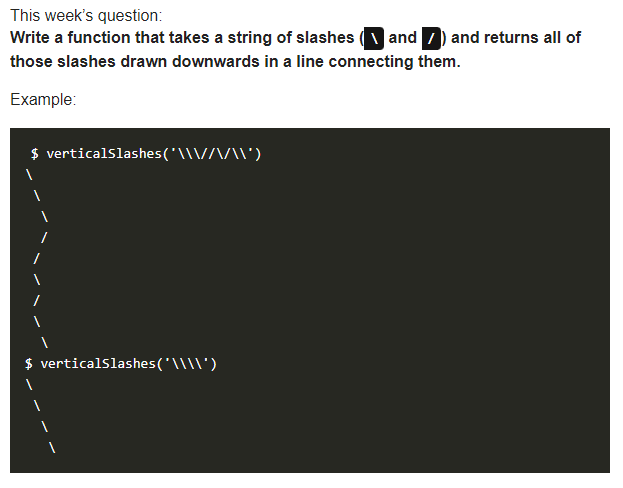 This week's question:
Write a function that takes a string of slashes ( \ and / ) and returns all of
those slashes drawn downwards in a line connecting them.
Example:
$ verticalSlashes('\\\//\/\\')
\
 \
  \
  /
 /
 \
 /
 \
  \
$ verticalSlashes('\\\\')
\
 \
  \
   \